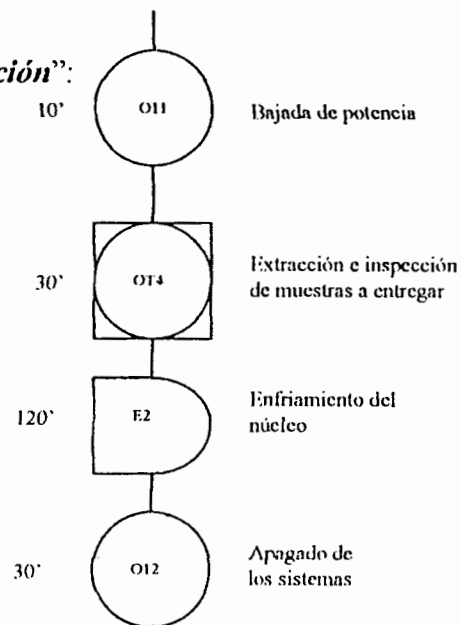 ción”:
10’ O11 Bajada de potencia
30’ OT4 Extracción e inspección
de muestras a entregar
120’ E2 Enfriamiento del
núcleo
30’ O12 Apagado de
los sistemas